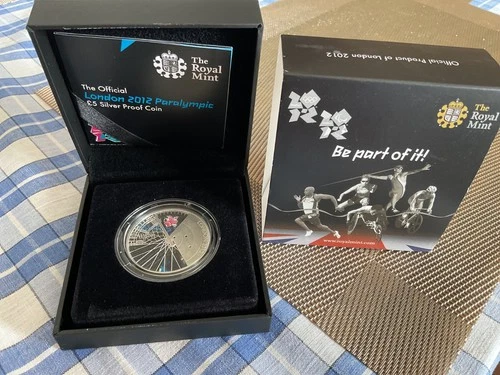 The Royal Mint
The Official
London 2012 Paralympic
£5 Silver Proof Coin
Official Product of London 2012
The Royal Mint
Be part of it!
www.royalmint.com